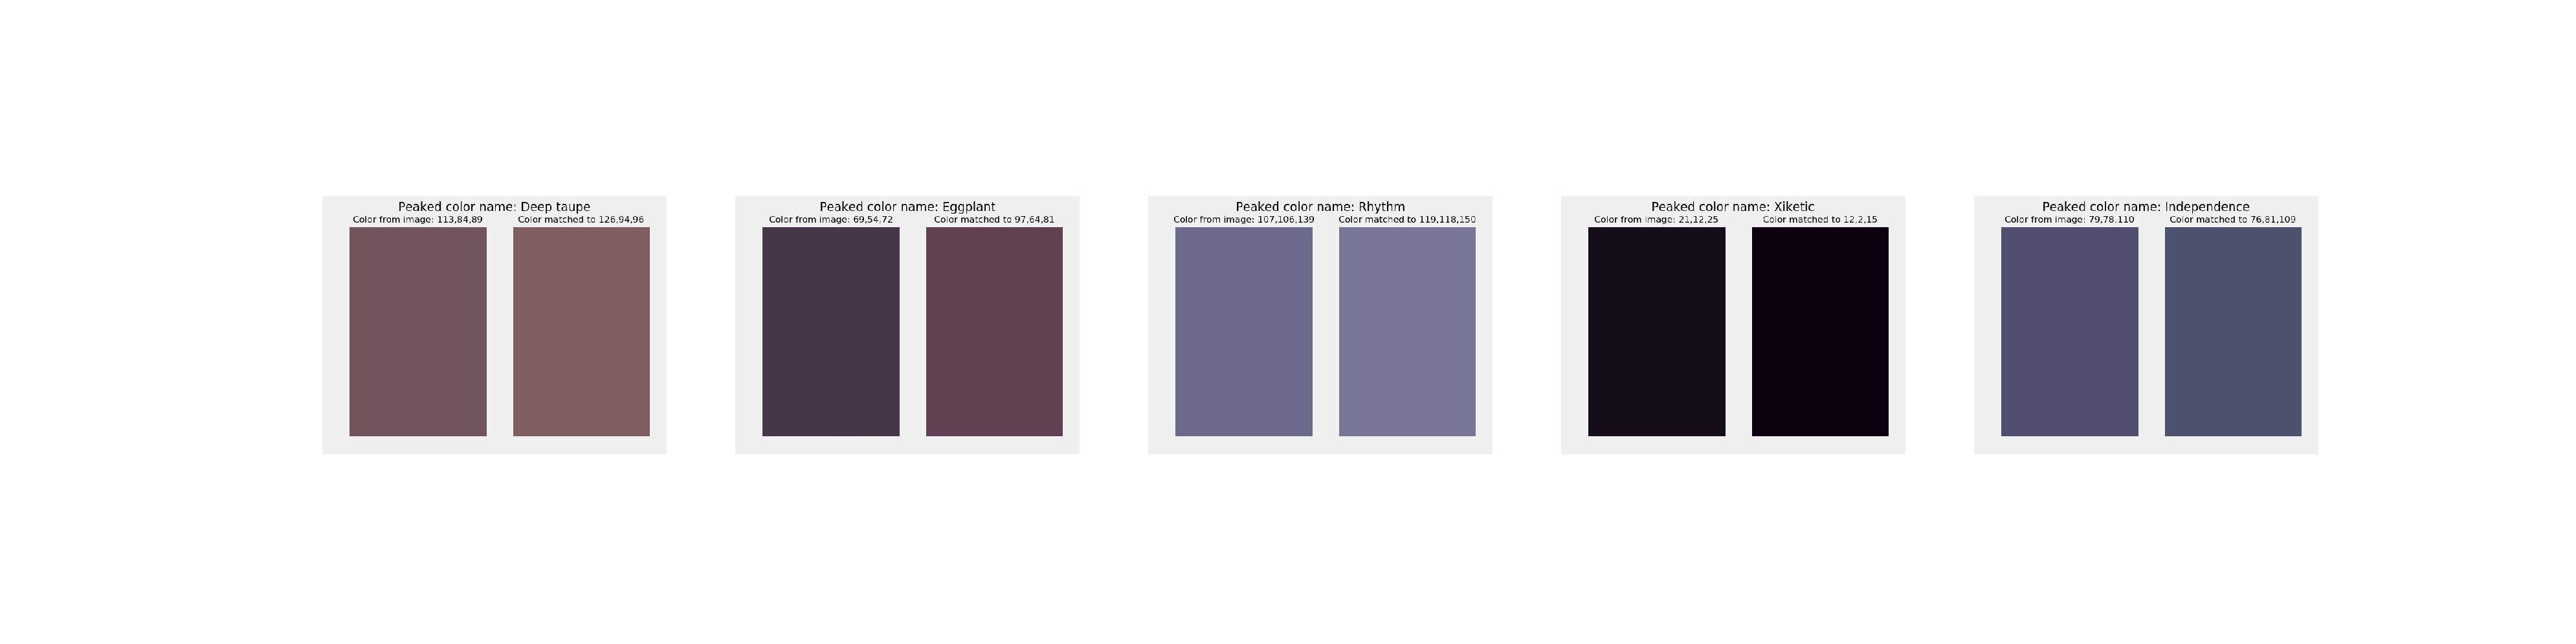 Peaked color name: Deep taupe
Color from image: 113,84,89
Color matched to 126,94,96
Peaked color name: Eggplant
Color from image: 69,54,72
Color matched to 97,64,81
Peaked color name: Rhythm
Color from image: 107,106,139
Color matched to 119,118,150
Peaked color name: Xiketic
Color from image: 21,12,25
Color matched to 12,2,15
Peaked color name: Independence
Color from image: 79,78,110
Color matched to 76,81,109